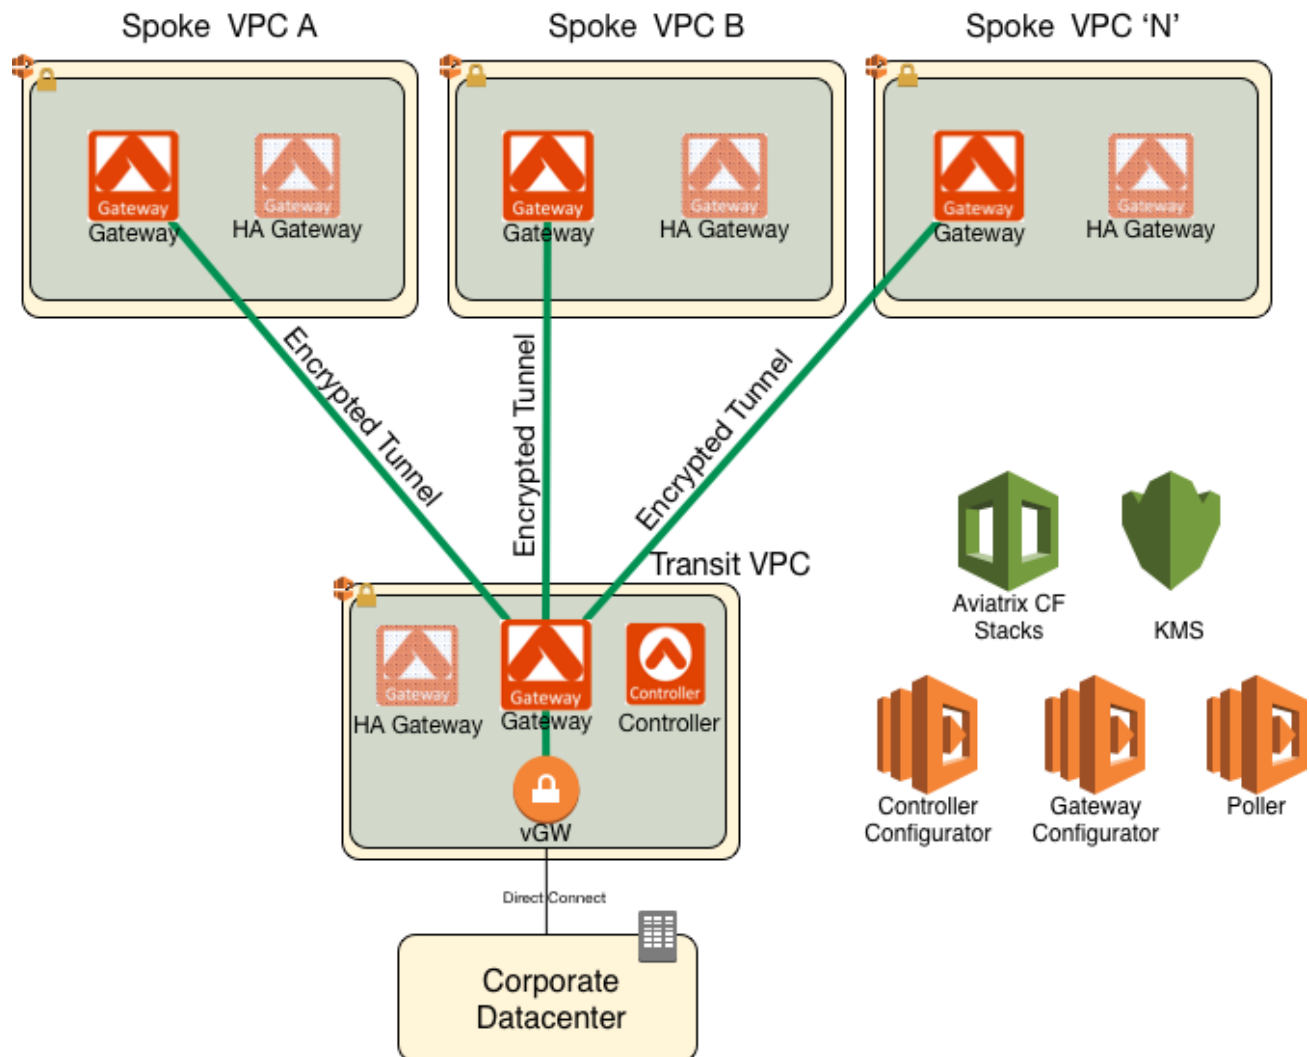 Spoke VPC A
Spoke VPC B
Spoke VPC ‘N’
Gateway
Gateway
Gateway
HA Gateway
Gateway
Gateway
Gateway
HA Gateway
Gateway
Gateway
Gateway
HA Gateway
Encrypted Tunnel
Encrypted Tunnel
Encrypted Tunnel
Transit VPC
Gateway
HA Gateway
Gateway
Gateway
Controller
Controller
vGW
Aviatrix CF
Stacks
KMS
Controller
Configurator
Gateway
Configurator
Poller
Direct Connect
Corporate
Datacenter